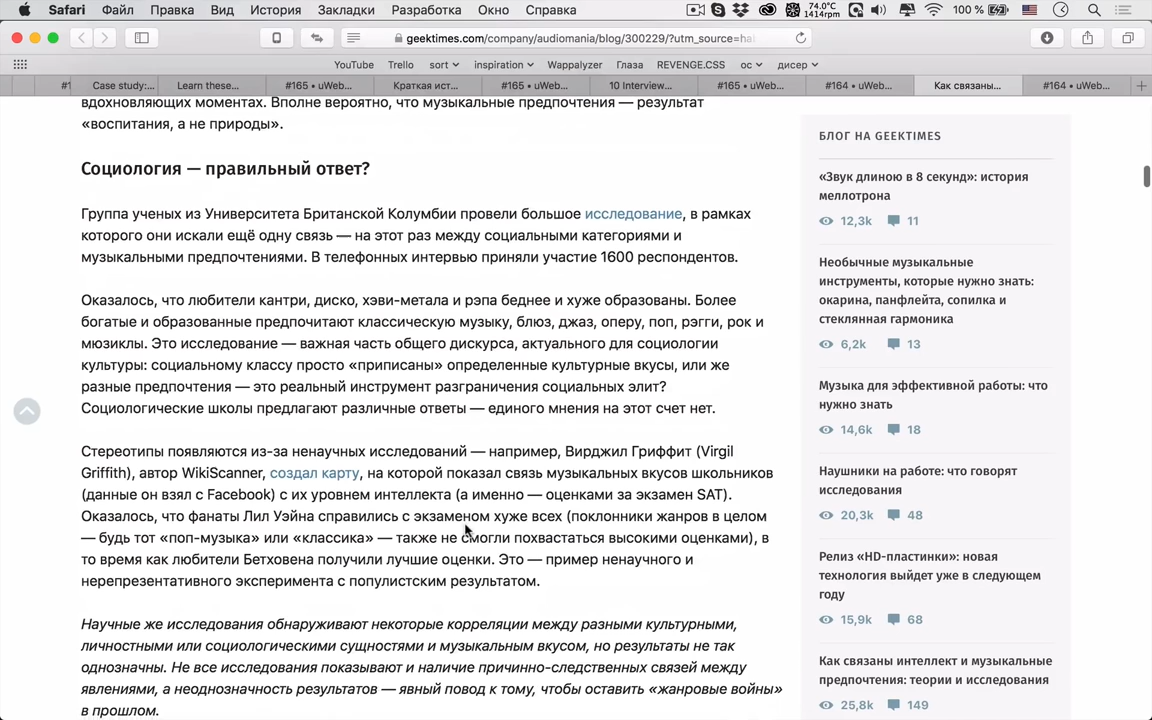 Safari Файл Правка Вид История Закладки Разработка Окно Справка 74.0°C 1414rpm 100 %
geektimes.com/company/audiomania/blog/300229/?utm_source=ha
YouTube Trello sort inspiration Wappalyzer Глаза REVENGE.CSS ос дисер
#1 Case study:... Learn these... #165 • uWeb... Краткая ист... #165 • uWeb... 10 Interview... #165 • uWeb... #164 • uWeb... Как связаны... #164 • uWeb...
вдохновляющих моментах. Вполне вероятно, что музыкальные предпочтения — результат
«воспитания, а не природы».
Социология — правильный ответ?
Группа ученых из Университета Британской Колумбии провели большое исследование, в рамках
которого они искали ещё одну связь — на этот раз между социальными категориями и
музыкальными предпочтениями. В телефонных интервью приняли участие 1600 респондентов.
Оказалось, что любители кантри, диско, хэви-метала и рэпа беднее и хуже образованы. Более
богатые и образованные предпочитают классическую музыку, блюз, джаз, оперу, поп, рэгги, рок и
мюзиклы. Это исследование — важная часть общего дискурса, актуального для социологии
культуры: социальному классу просто «приписаны» определенные культурные вкусы, или же
разные предпочтения — это реальный инструмент разграничения социальных элит?
Социологические школы предлагают различные ответы — единого мнения на этот счет нет.
Стереотипы появляются из-за ненаучных исследований — например, Вирджил Гриффит (Virgil
Griffith), автор WikiScanner, создал карту, на которой показал связь музыкальных вкусов школьников
(данные он взял с Facebook) с их уровнем интеллекта (а именно — оценками за экзамен SAT).
Оказалось, что фанаты Лил Уэйна справились с экзаменом хуже всех (поклонники жанров в целом
— будь тот «поп-музыка» или «классика» — также не смогли похвастаться высокими оценками), в
то время как любители Бетховена получили лучшие оценки. Это — пример ненаучного и
нерепрезентативного эксперимента с популистским результатом.
Научные же исследования обнаруживают некоторые корреляции между разными культурными,
личностными или социологическими сущностями и музыкальным вкусом, но результаты не так
однозначны. Не все исследования показывают и наличие причинно-следственных связей между
явлениями, а неоднозначность результатов — явный повод к тому, чтобы оставить «жанровые войны»
в прошлом.
БЛОГ НА GEEKTIMES
«Звук длиною в 8 секунд»: история
меллотрона
12,3k 11
Необычные музыкальные
инструменты, которые нужно знать:
окарина, панфлейта, сопилка и
стеклянная гармоника
6,2k 13
Музыка для эффективной работы: что
нужно знать
14,6k 18
Наушники на работе: что говорят
исследования
20,3k 48
Релиз «HD-пластинки»: новая
технология выйдет уже в следующем
году
15,9k 68
Как связаны интеллект и музыкальные
предпочтения: теории и исследования
25,8k 149